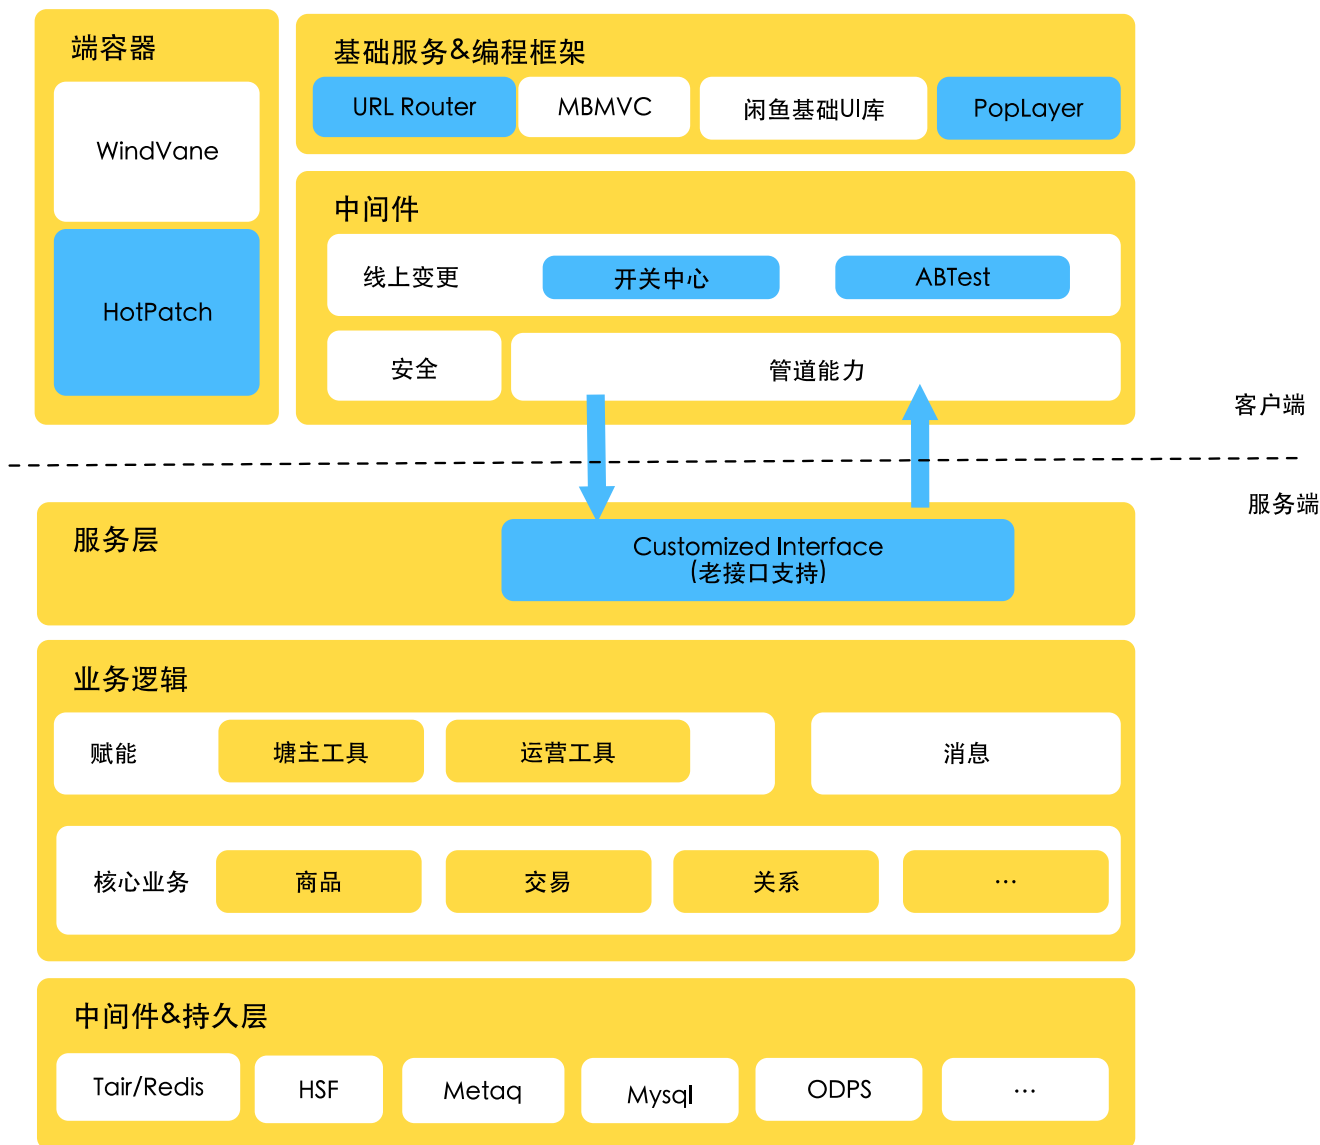 端容器
WindVane
HotPatch
基础服务&编程框架
URL Router
MBMVC
闲鱼基础UI库
PopLayer
中间件
线上变更
开关中心
ABTest
安全
管道能力
客户端
服务端
服务层
Customized Interface
(老接口支持)
业务逻辑
赋能
塘主工具
运营工具
消息
核心业务
商品
交易
关系
…
中间件&持久层
Tair/Redis
HSF
Metaq
Mysql
ODPS
…